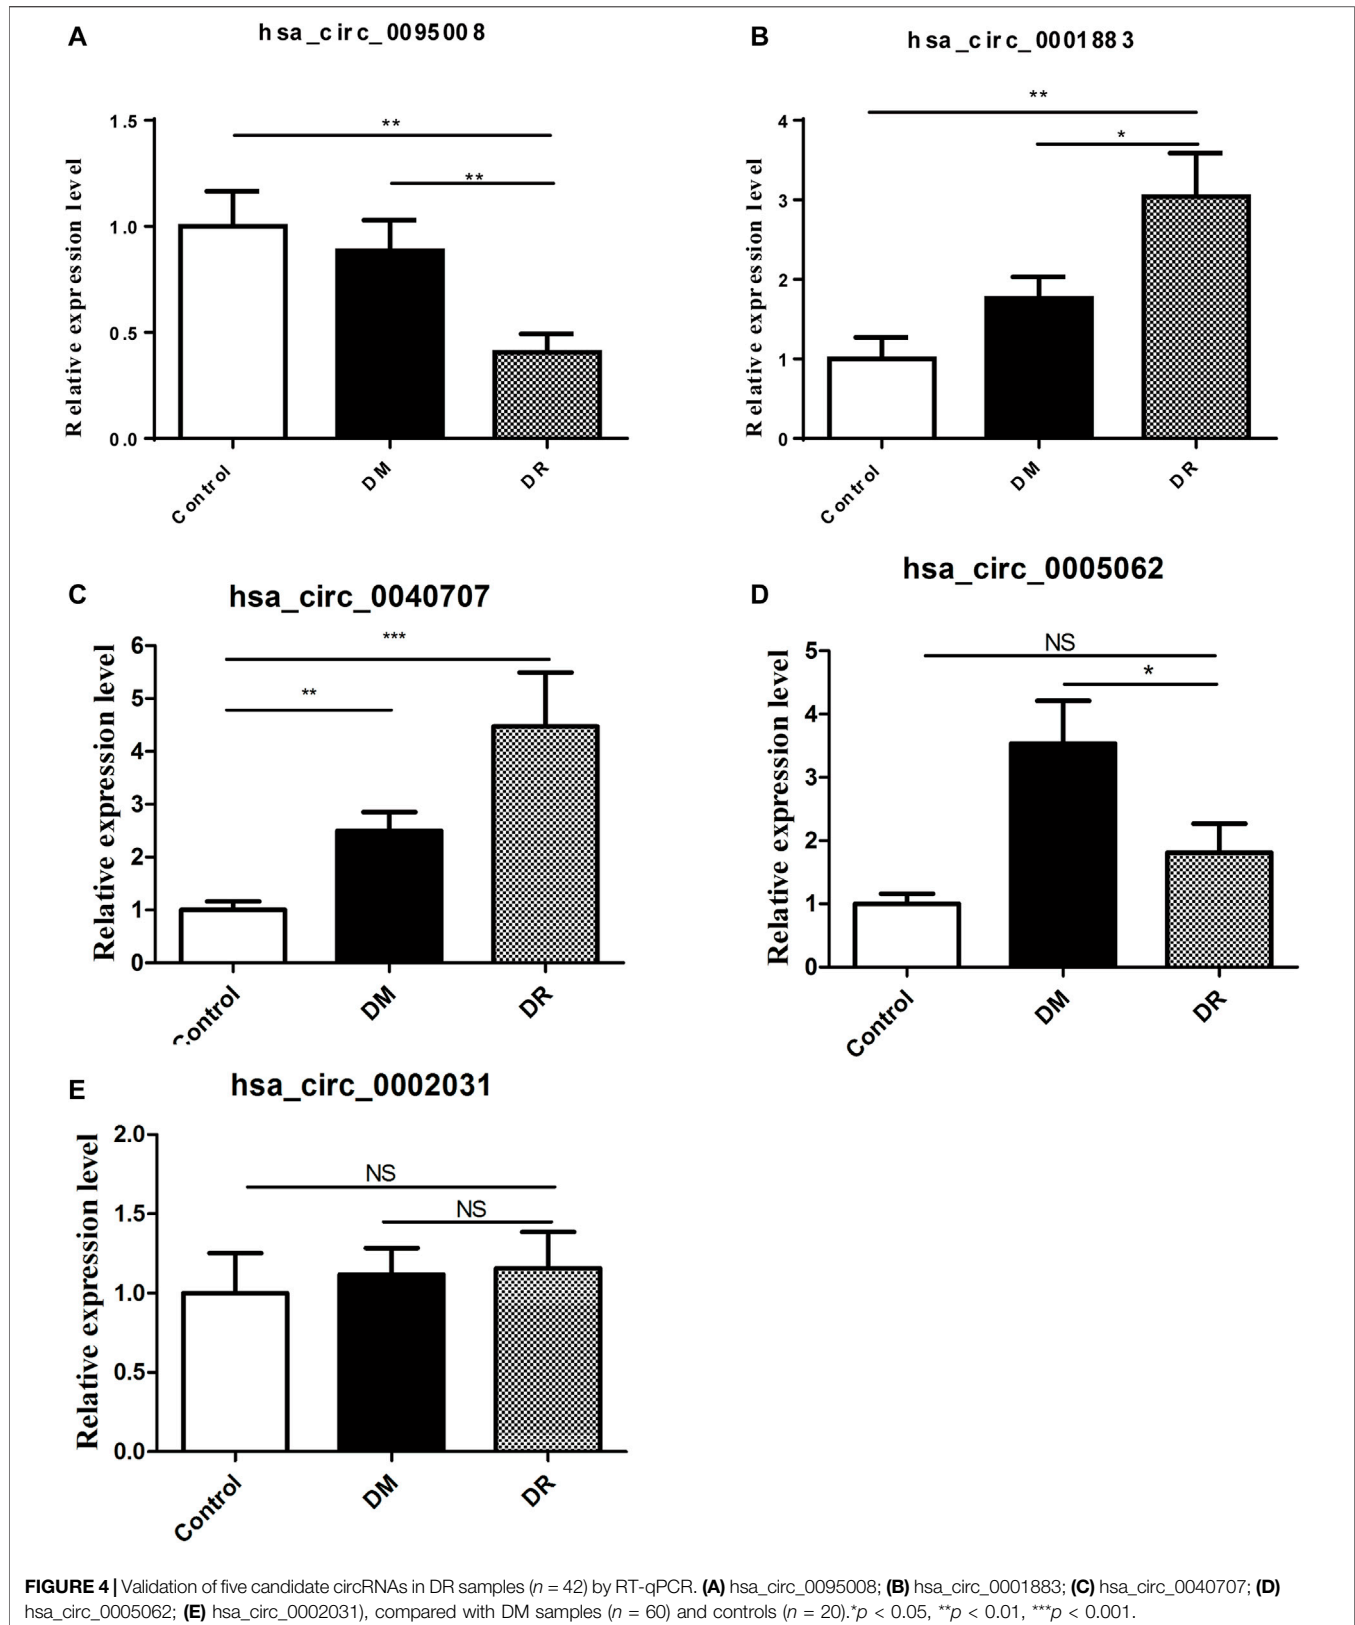 A
hsa_circ_0095008
Relative expression level
1.5
1.0
0.5
0.0
**
**
Control
DM
DR
B
hsa_circ_0001883
Relative expression level
4
3
2
1
0
**
*
Control
DM
DR
C
hsa_circ_0040707
Relative expression level
6
5
4
3
2
1
0
***
**
Control
DM
DR
D
hsa_circ_0005062
Relative expression level
5
4
3
2
1
0
NS
*
Control
DM
DR
E
hsa_circ_0002031
Relative expression level
2.0
1.5
1.0
0.5
0.0
NS
NS
Control
DM
DR
FIGURE 4 | Validation of five candidate circRNAs in DR samples (n = 42) by RT-qPCR. (A) hsa_circ_0095008; (B) hsa_circ_0001883; (C) hsa_circ_0040707; (D)
hsa_circ_0005062; (E) hsa_circ_0002031), compared with DM samples (n = 60) and controls (n = 20).*p < 0.05, **p < 0.01, ***p < 0.001.